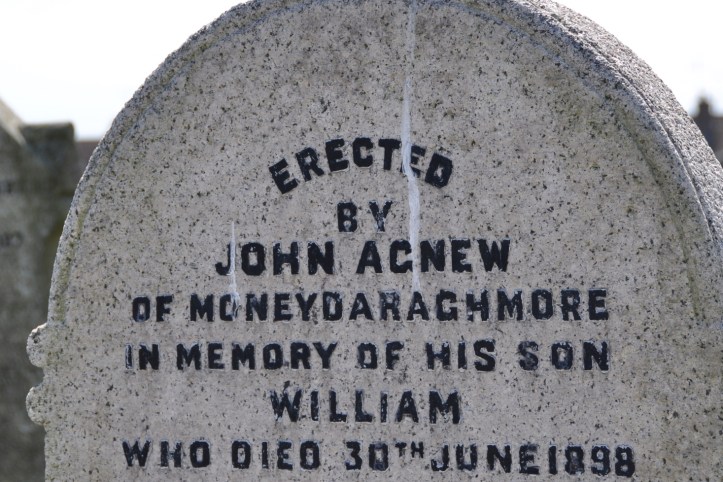 ERECTED
BY
JOHN AGNEW
OF MONEYDARAGHMORE
IN MEMORY OF HIS SON
WILLIAM
WHO DIED 30TH JUNE 1898